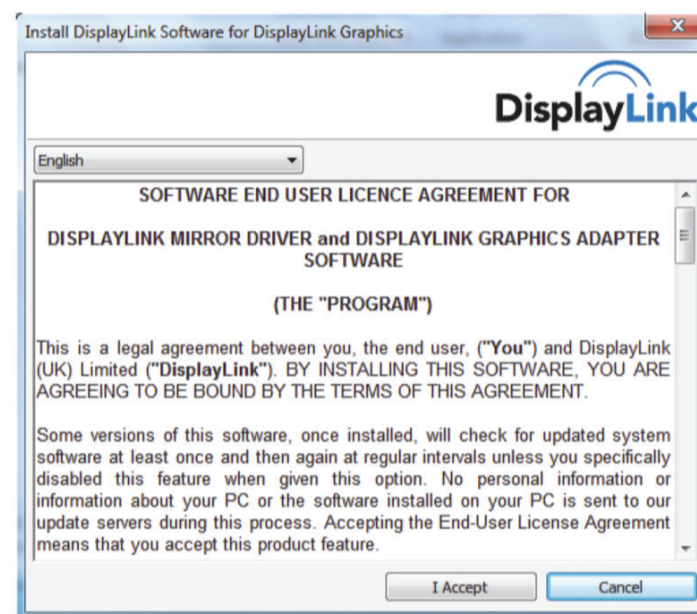 Install DisplayLink Software for DisplayLink Graphics
DisplayLink
English
SOFTWARE END USER LICENCE AGREEMENT FOR
DISPLAYLINK MIRROR DRIVER and DISPLAYLINK GRAPHICS ADAPTER
SOFTWARE
(THE "PROGRAM")
This is a legal agreement between you, the end user, ("You") and DisplayLink
(UK) Limited ("DisplayLink"). BY INSTALLING THIS SOFTWARE, YOU ARE
AGREEING TO BE BOUND BY THE TERMS OF THIS AGREEMENT.
Some versions of this software, once installed, will check for updated system
software at least once and then again at regular intervals unless you specifically
disabled this feature when given this option. No personal information or
information about your PC or the software installed on your PC is sent to our
update servers during this process. Accepting the End-User License Agreement
means that you accept this product feature.
I Accept
Cancel